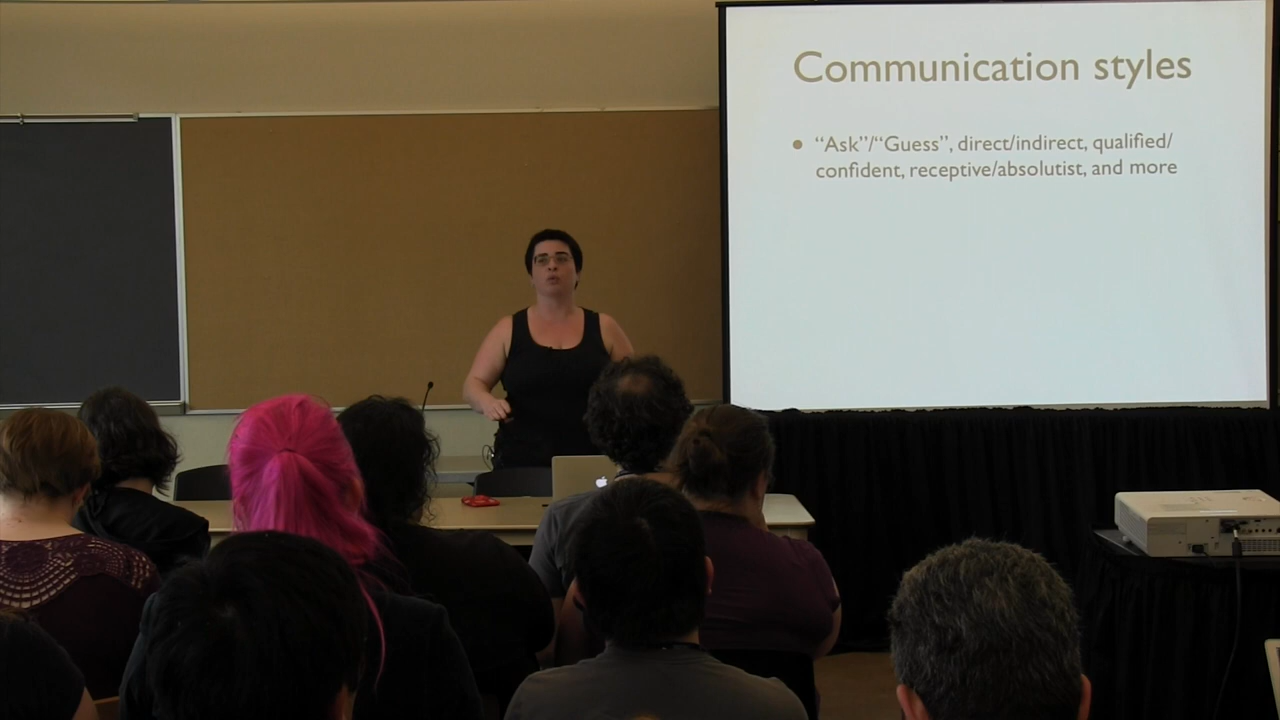 Communication styles
“Ask”/“Guess”, direct/indirect, qualified/
confident, receptive/absolutist, and more